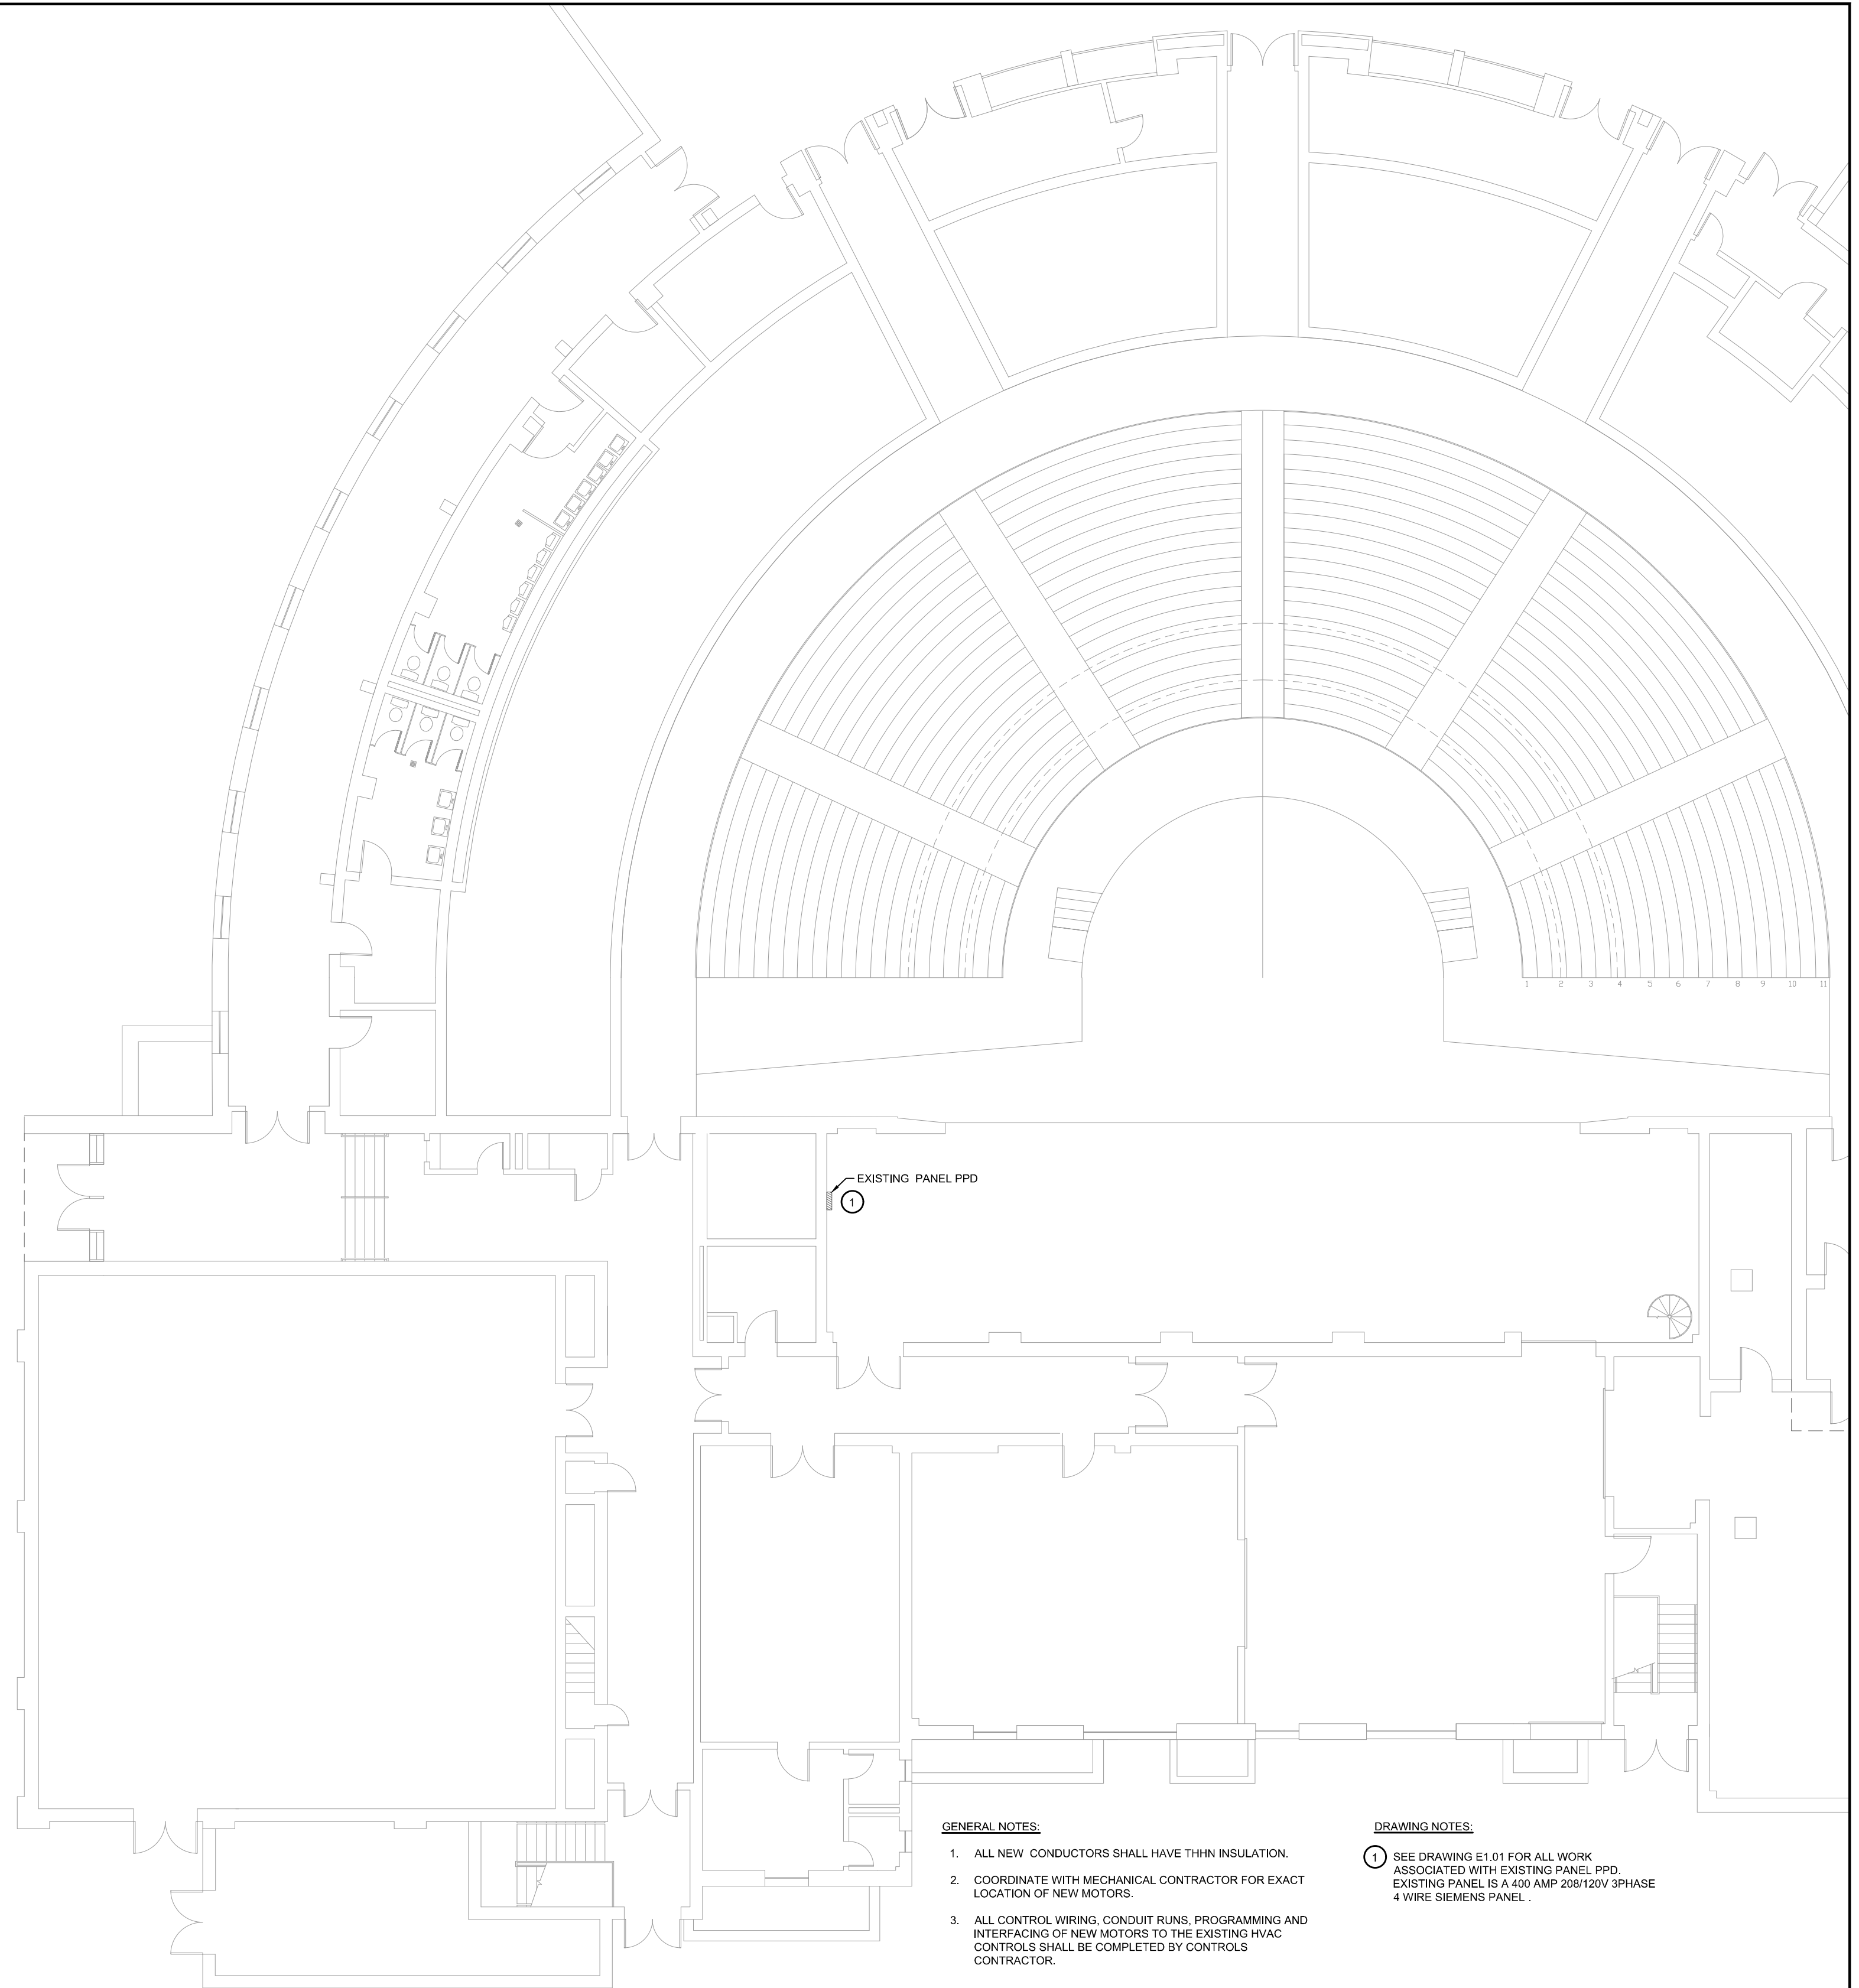 1 2 3 4 5 6 7 8 9 10 11
EXISTING PANEL PPD
1
GENERAL NOTES:
1. ALL NEW CONDUCTORS SHALL HAVE THHN INSULATION.
2. COORDINATE WITH MECHANICAL CONTRACTOR FOR EXACT
LOCATION OF NEW MOTORS.
3. ALL CONTROL WIRING, CONDUIT RUNS, PROGRAMMING AND
INTERFACING OF NEW MOTORS TO THE EXISTING HVAC
CONTROLS SHALL BE COMPLETED BY CONTROLS
CONTRACTOR.
DRAWING NOTES:
1 SEE DRAWING E1.01 FOR ALL WORK
ASSOCIATED WITH EXISTING PANEL PPD.
EXISTING PANEL IS A 400 AMP 208/120V 3PHASE
4 WIRE SIEMENS PANEL .